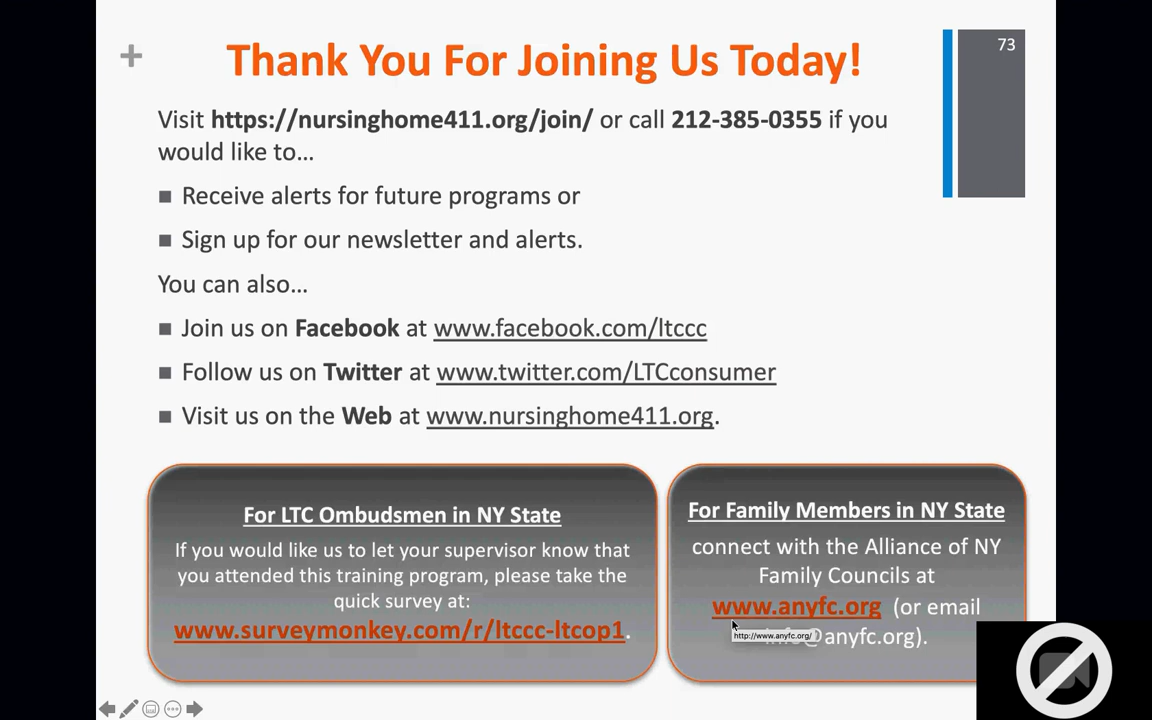 Thank You For Joining Us Today!
73
Visit https://nursinghome411.org/join/ or call 212-385-0355 if you
would like to…
Receive alerts for future programs or
Sign up for our newsletter and alerts.
You can also…
Join us on Facebook at www.facebook.com/ltccc
Follow us on Twitter at www.twitter.com/LTCconsumer
Visit us on the Web at www.nursinghome411.org.
For LTC Ombudsmen in NY State
If you would like us to let your supervisor know that
you attended this training program, please take the
quick survey at:
www.surveymonkey.com/r/ltccc-ltcop1.
For Family Members in NY State
connect with the Alliance of NY
Family Councils at
www.anyfc.org (or email
http://www.anyfc.org/
info@anyfc.org).